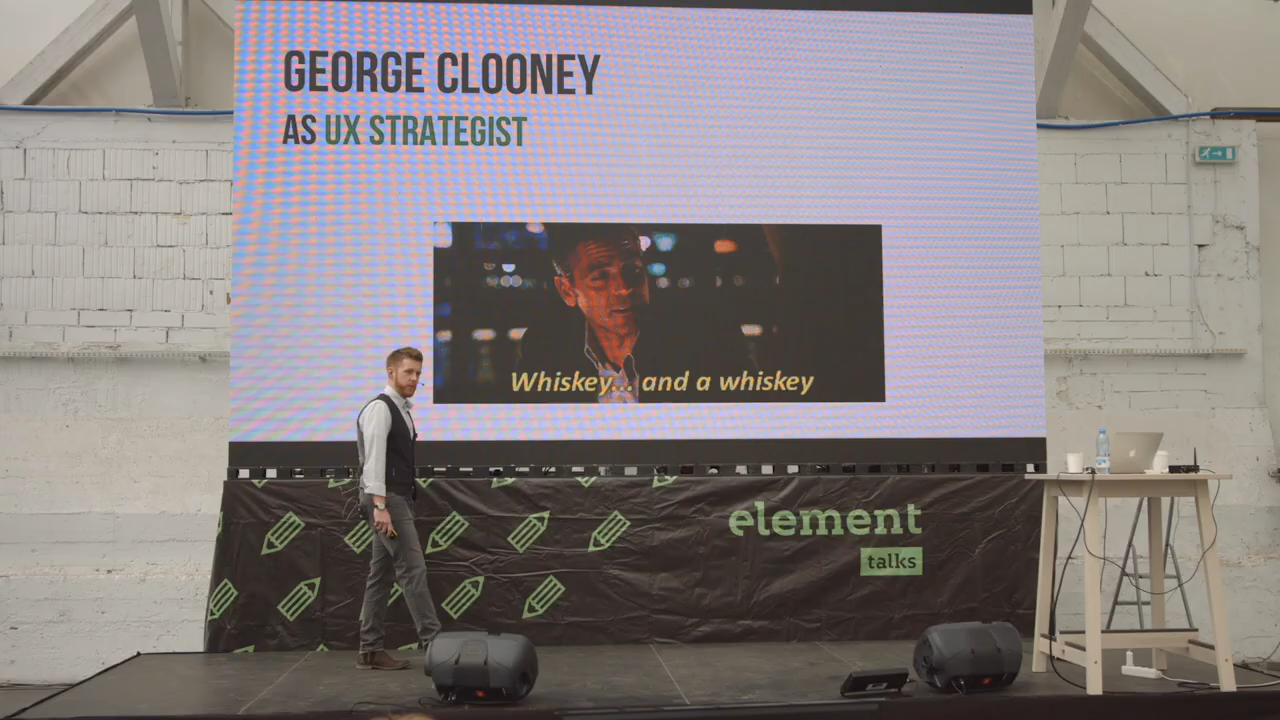 GEORGE CLOONEY
AS UX STRATEGIST
Whiskey... and a whiskey
element
talks